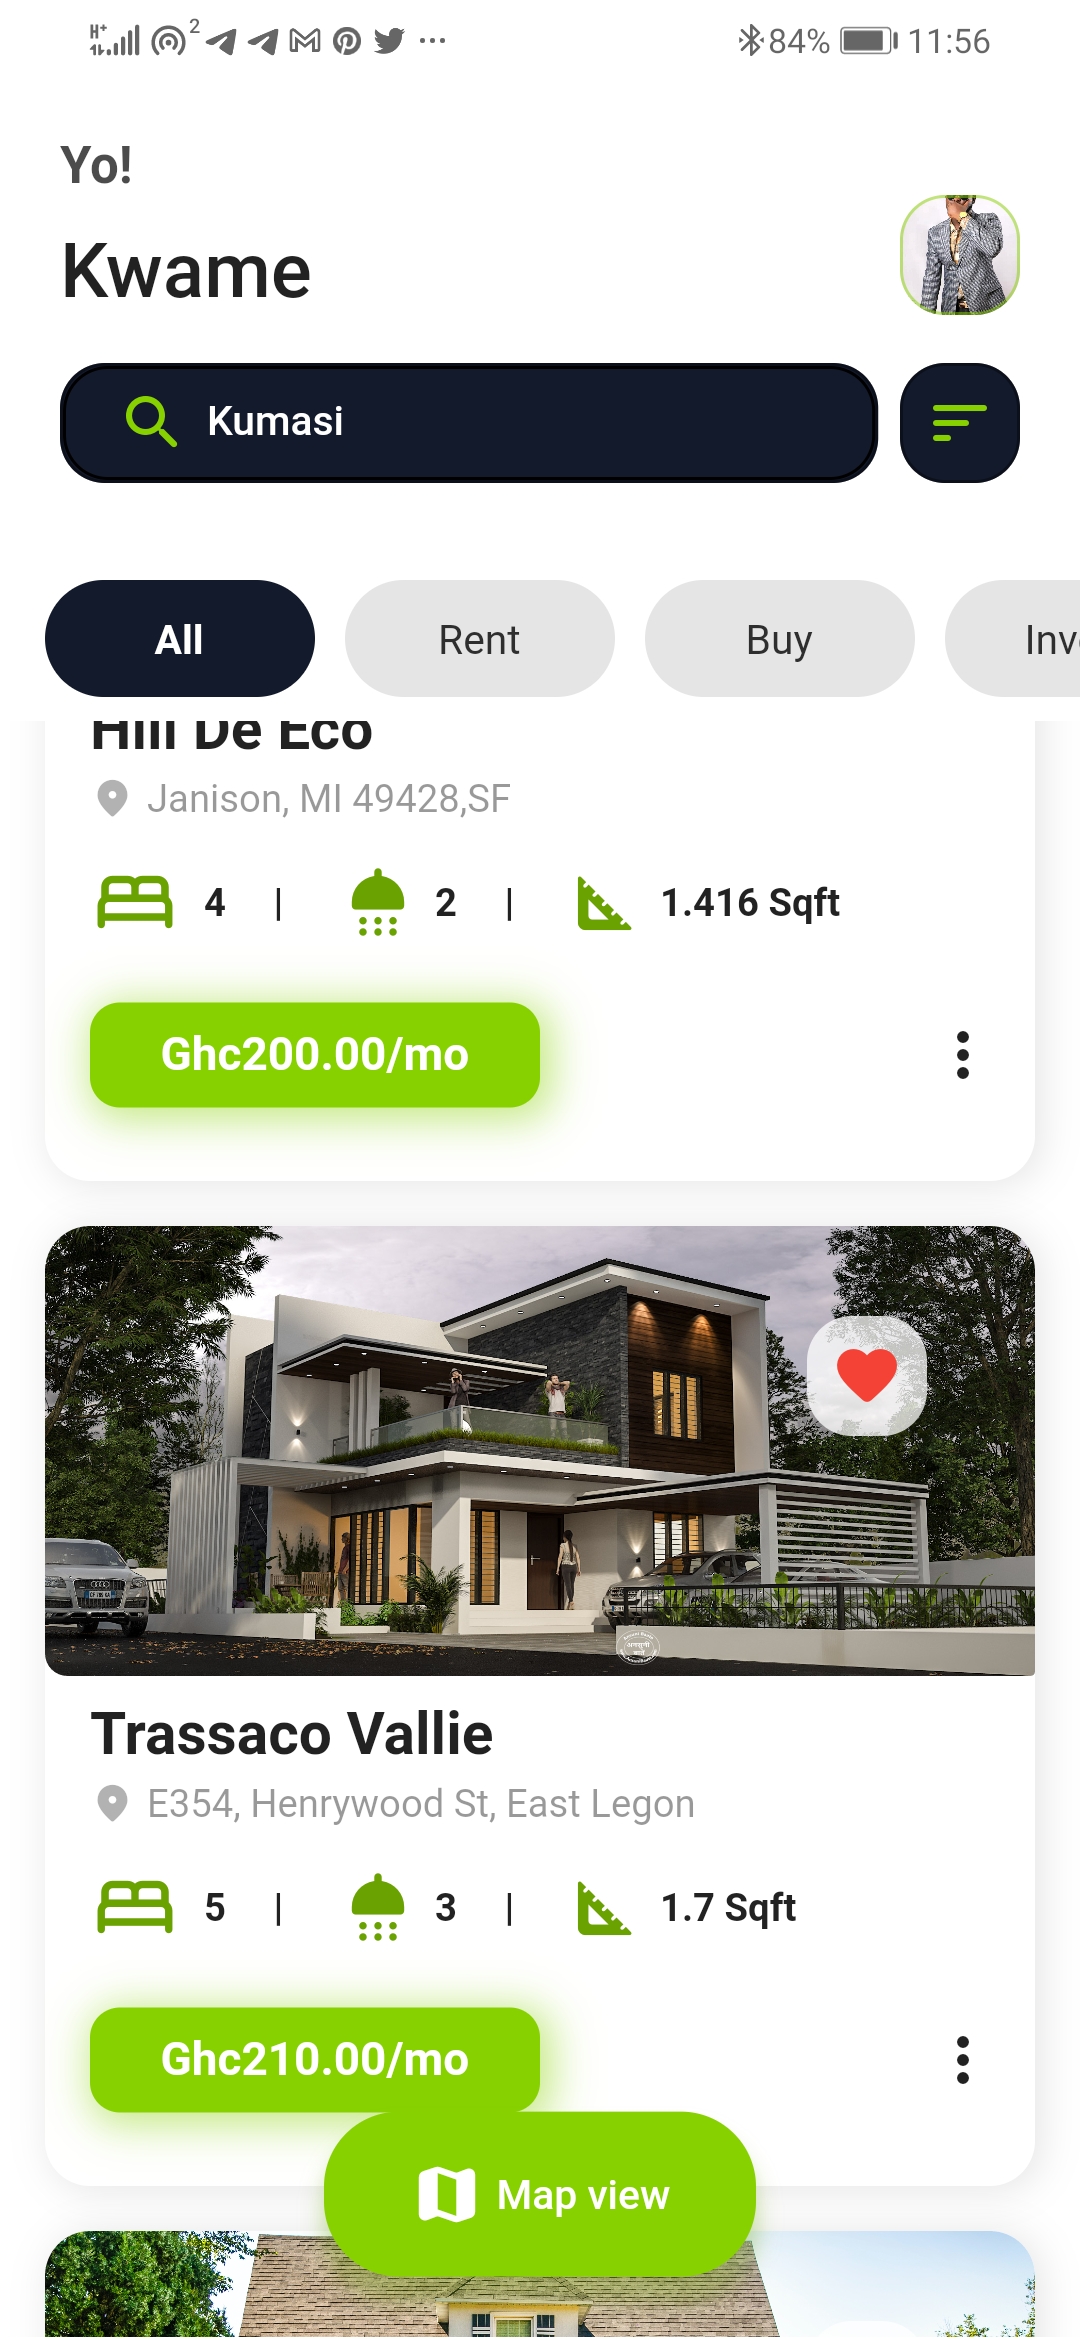 H+
2
84%
11:56
Yo!
Kwame
Kumasi
All
Rent
Buy
Hill De Eco
Janison, MI 49428,SF
4 | 2 | 1.416 Sqft
Ghc200.00/mo
Trassaco Vallie
E354, Henrywood St, East Legon
5 | 3 | 1.7 Sqft
Ghc210.00/mo
Map view